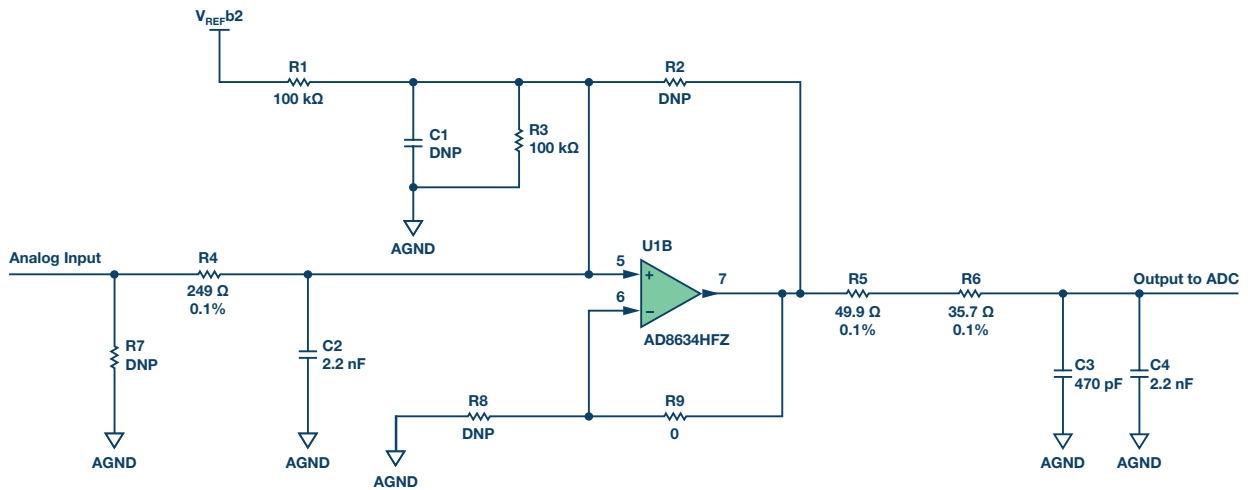 VREFb2
R1
100 kΩ
R2
DNP
C1
DNP
R3
100 kΩ
AGND
U1B
Analog Input
R4
249 Ω
0.1%
5
+
6
−
7
AD8634HFZ
R5
49.9 Ω
0.1%
R6
35.7 Ω
0.1%
Output to ADC
R7
DNP
C2
2.2 nF
C3
470 pF
C4
2.2 nF
R8
DNP
R9
0
AGND
AGND
AGND
AGND
AGND